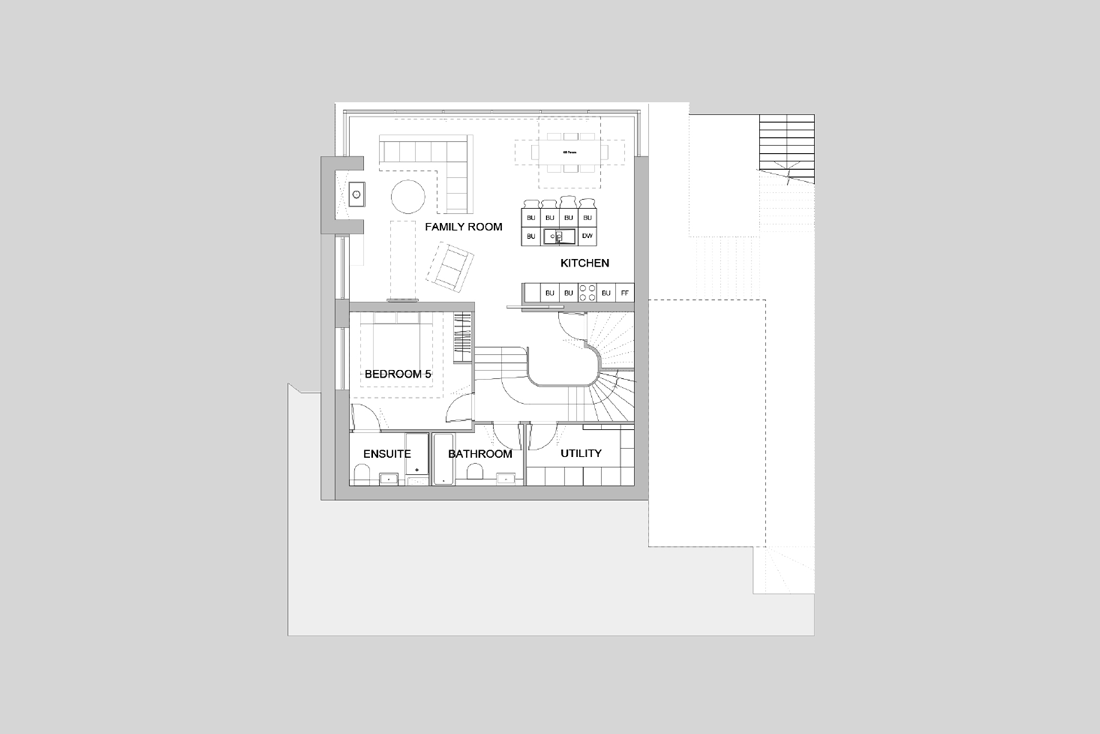 FAMILY ROOM
BU BU BU BU
BU DW
KITCHEN
BU BU BU FF
BEDROOM 5
ENSUITE
BATHROOM
UTILITY